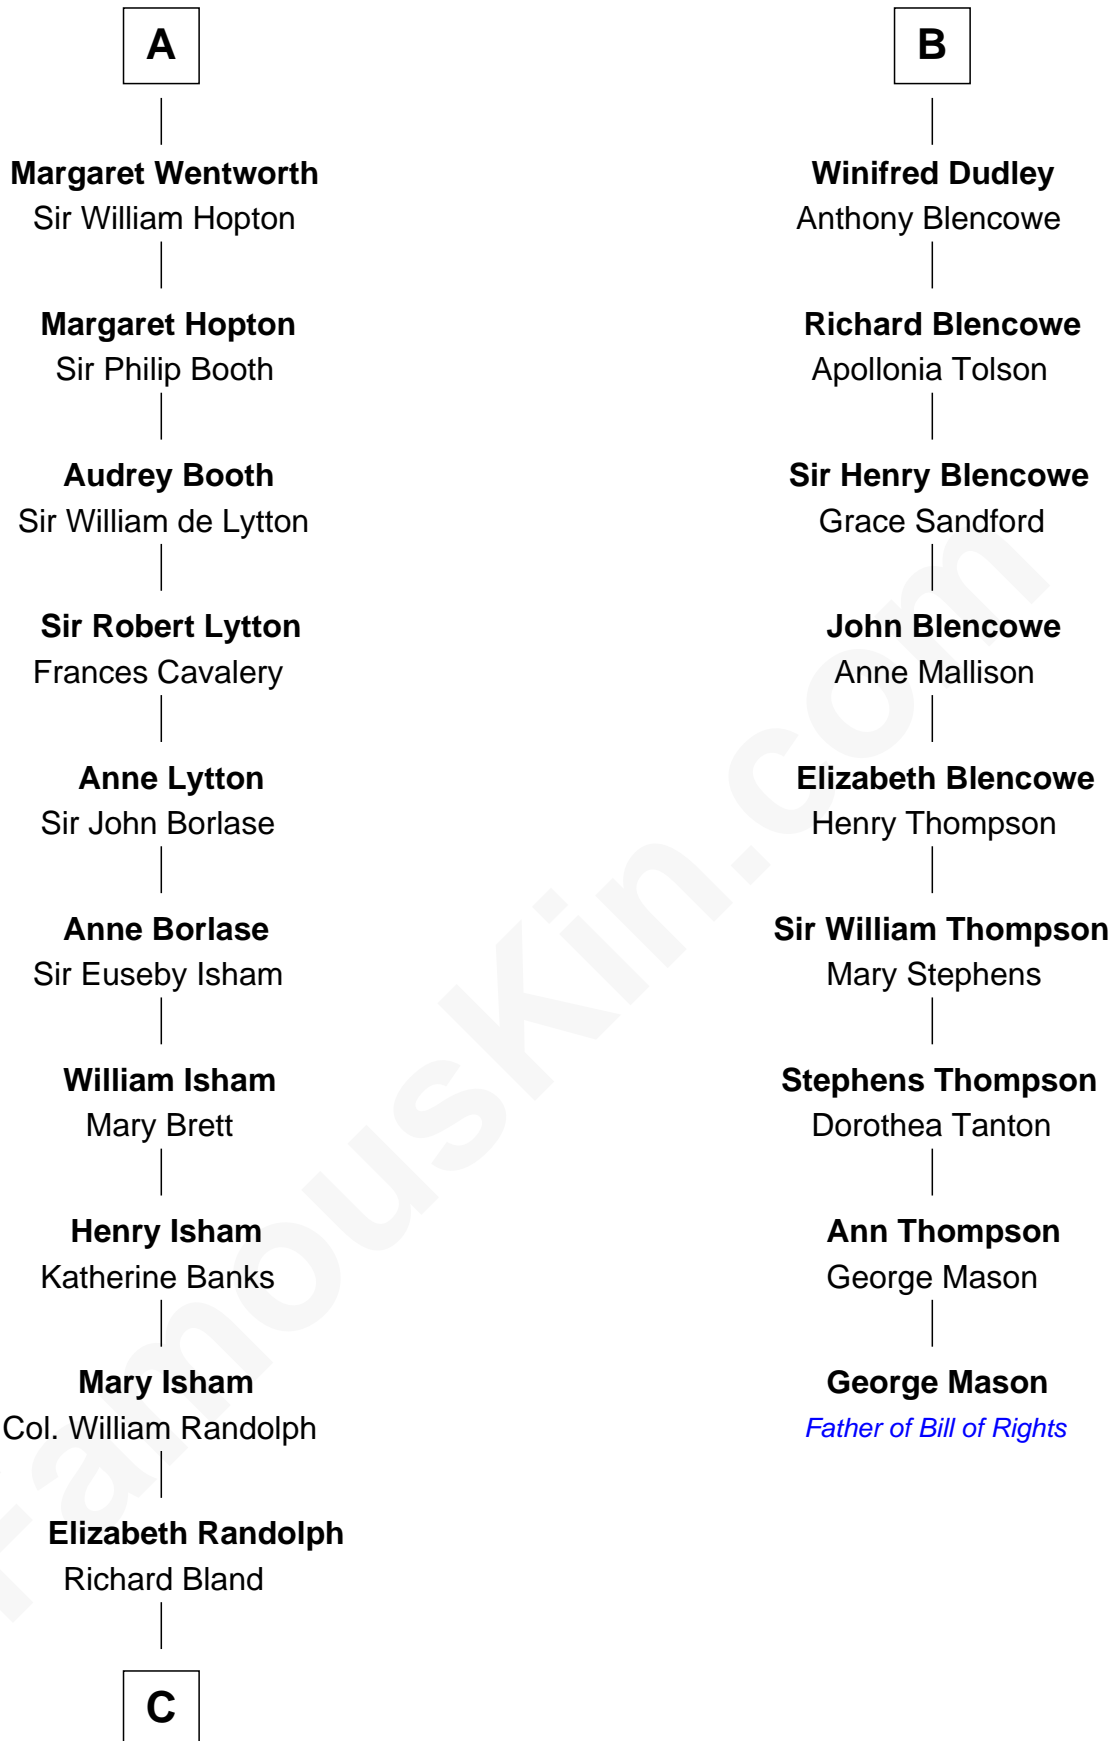 A
Margaret Wentworth
Sir William Hopton
Margaret Hopton
Sir Philip Booth
Audrey Booth
Sir William de Lytton
Sir Robert Lytton
Frances Cavalery
Anne Lytton
Sir John Borlase
Anne Borlase
Sir Euseby Isham
William Isham
Mary Brett
Henry Isham
Katherine Banks
Mary Isham
Col. William Randolph
Elizabeth Randolph
Richard Bland
C
B
Winifred Dudley
Anthony Blencowe
Richard Blencowe
Apollonia Tolson
Sir Henry Blencowe
Grace Sandford
John Blencowe
Anne Mallison
Elizabeth Blencowe
Henry Thompson
Sir William Thompson
Mary Stephens
Stephens Thompson
Dorothea Tanton
Ann Thompson
George Mason
George Mason
Father of Bill of Rights
FamousKin.com